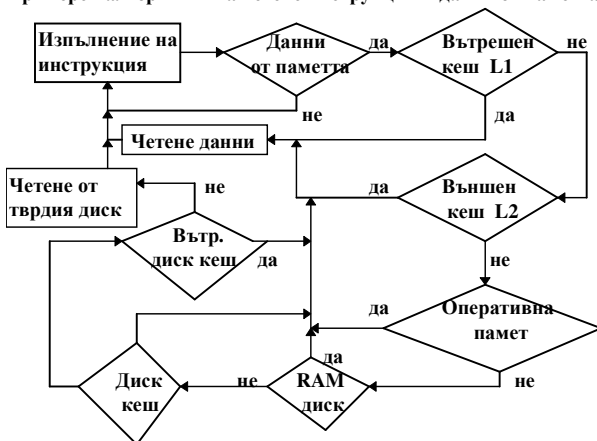 Изпълнение на
инструкция
Данни
от паметта
да
Вътрешен
кеш L1
не
не
да
Четене данни
Четене от
тврдия диск
не
да
Външен
кеш L2
Вътр.
диск кеш
да
не
да
Оперативна
памет
да
Диск
кеш
не
RAM
диск
не